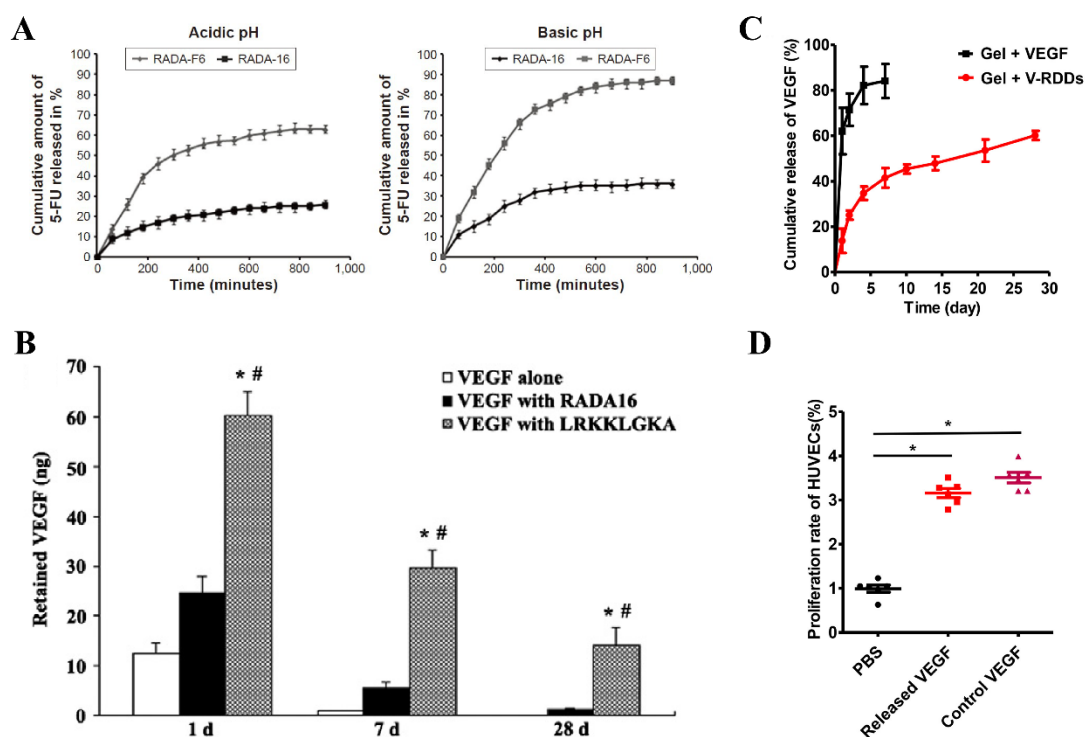 A
Acidic pH
RADA-F6 RADA-16
Cumulative amount of
5-FU released in %
100
90
80
70
60
50
40
30
20
10
0
0 200 400 600 800 1,000
Time (minutes)
Basic pH
RADA-16 RADA-F6
Cumulative amount of
5-FU released in %
100
90
80
70
60
50
40
30
20
10
0
0 200 400 600 800 1,000
Time (minutes)
C
Cumulative release of VEGF (%)
100
80
60
40
20
0
0 5 10 15 20 25 30
Time (day)
Gel + VEGF
Gel + V-RDDs
B
Retained VEGF (ng)
70
60
50
40
30
20
10
0
* #
* #
* #
VEGF alone
VEGF with RADA16
VEGF with LRKKLGKA
1 d 7 d 28 d
D
Proliferation rate of HUVECs(%)
5
4
3
2
1
0
*
*
PBS
Released VEGF
Control VEGF